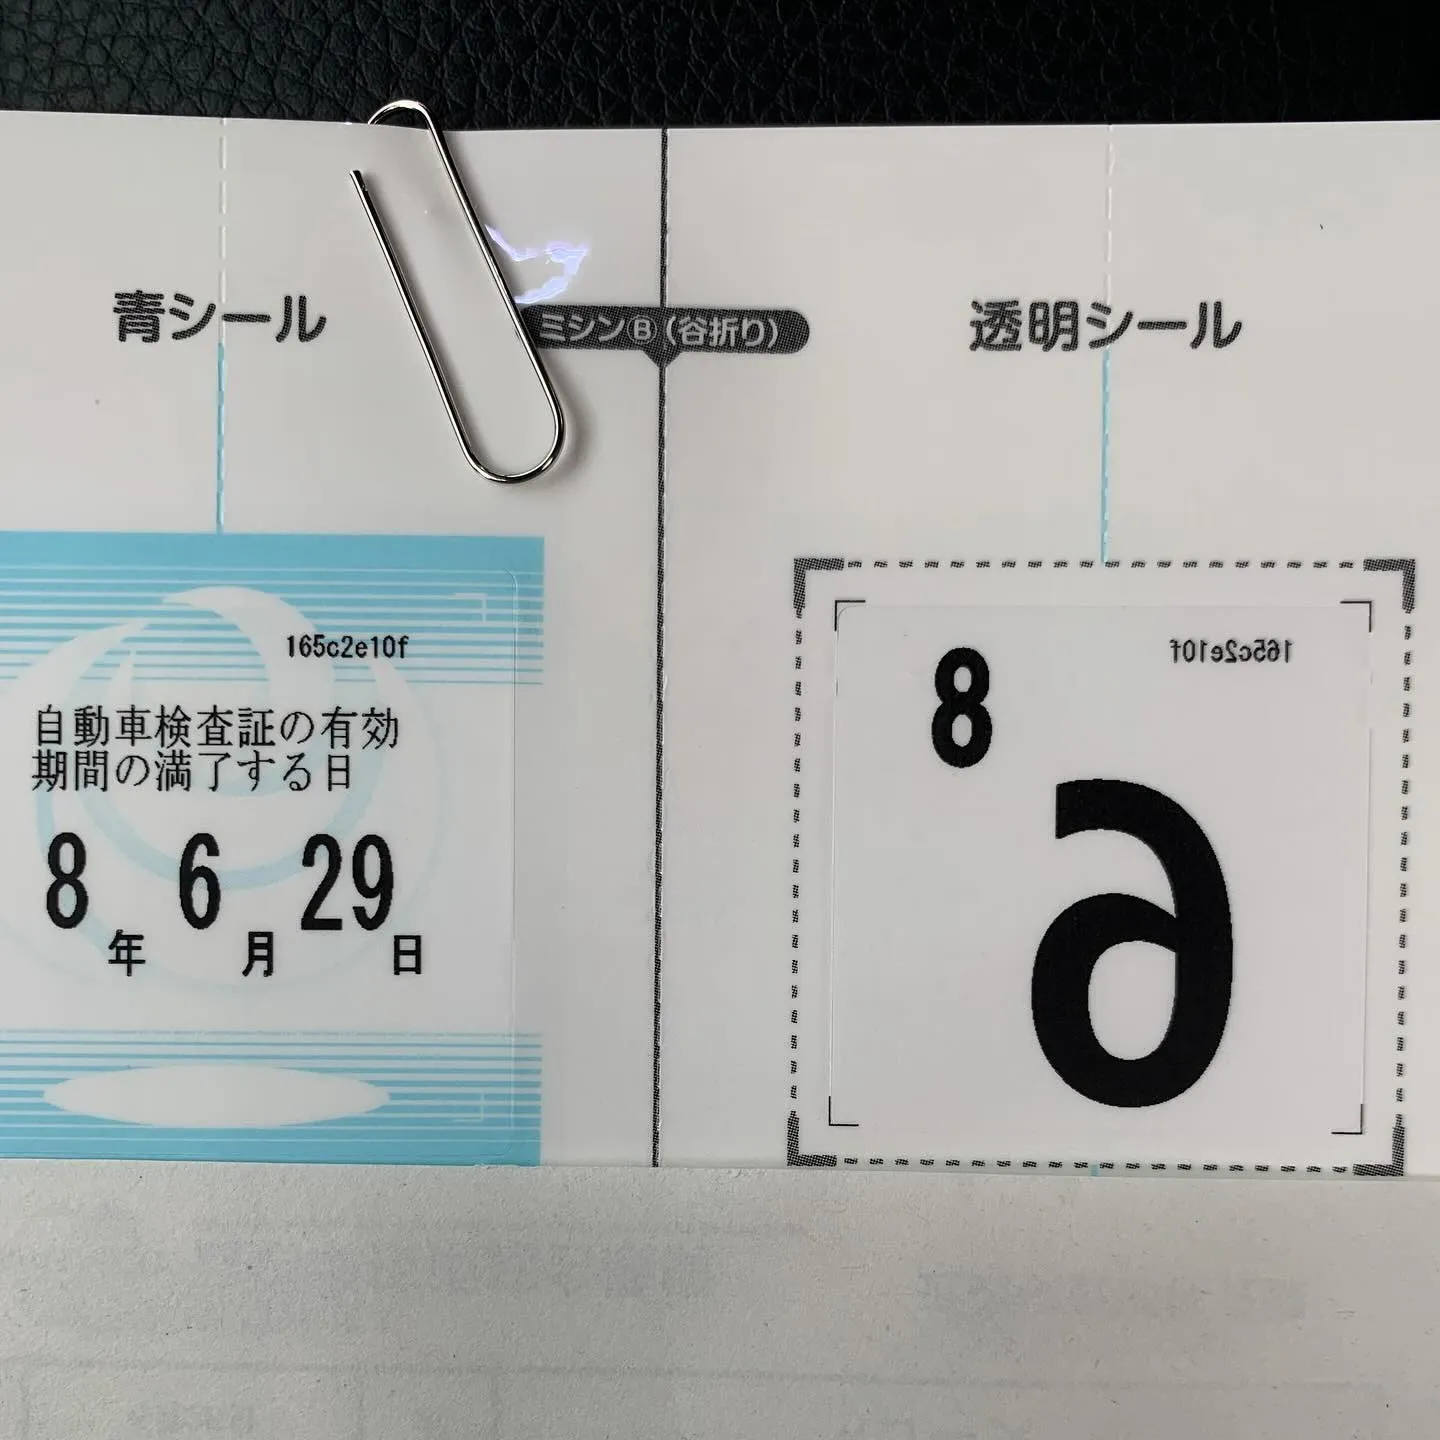 青シール
ミシンⒷ(谷折り)
透明シール
165c2e10f
自動車検査証の有効
期間の満了する日
8年 6月 29日
165c2e10f
8
6